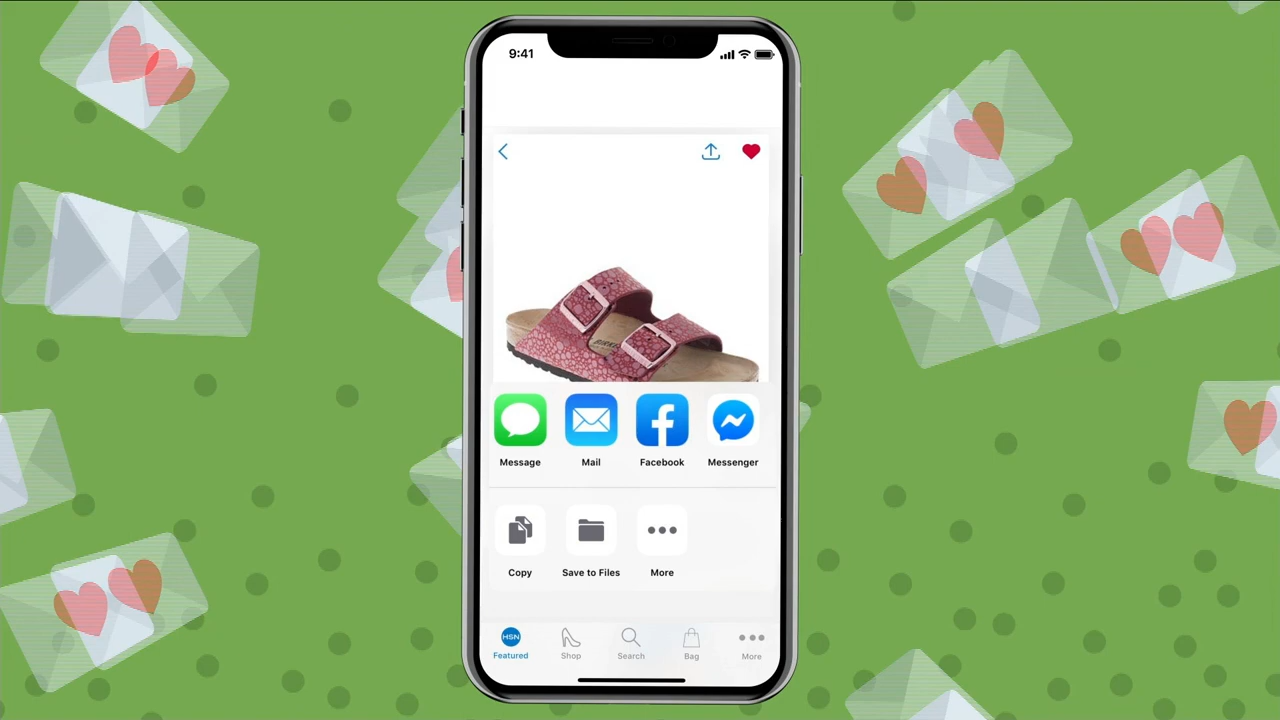 9:41
Message Mail Facebook Messenger
Copy Save to Files More
HSN
Featured Shop Search Bag More